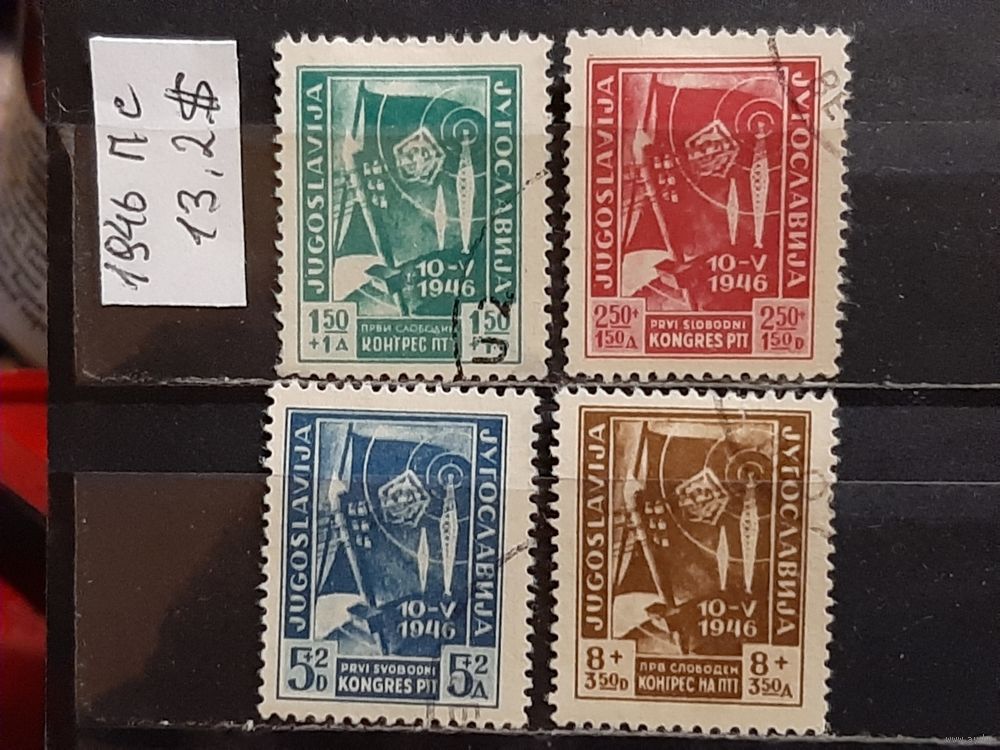 1946 П С
13,2$
JUGOSLAVIJA
ЈУГОСЛАВИЈА
10-V
1946
1 50
+1 Д
ПРВИ СЛОБОДНИ
КОНГРЕС ПТТ
1 50
JUGOSLAVIJA
ЈУГОСЛАВИЈА
10-V
1946
2 50+
1 50 Д
PRVI SLOBODNI
KONGRES PTT
2 50+
1 50 D
JUGOSLAVIJA
ЈУГОСЛАВИЈА
10-V
1946
5+2
D
PRVI SVOBODNI
KONGRES PTT
5+2
Д
JUGOSLAVIJA
ЈУГОСЛАВИЈА
10-V
1946
8+
3 50 D
ПРВ СЛОБОДЕН
КОНГРЕС НА ПТТ
8+
3 50 Д